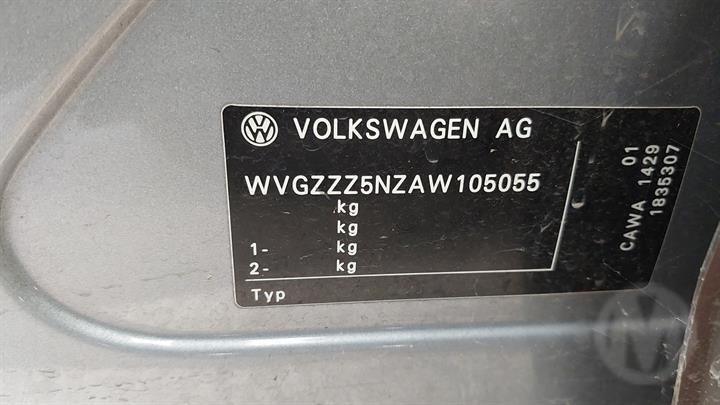 VOLKSWAGEN AG
WVGZZZ5NZAW105055
kg
kg
1- kg
2- kg
Typ
01
CAWA 1429
1835307